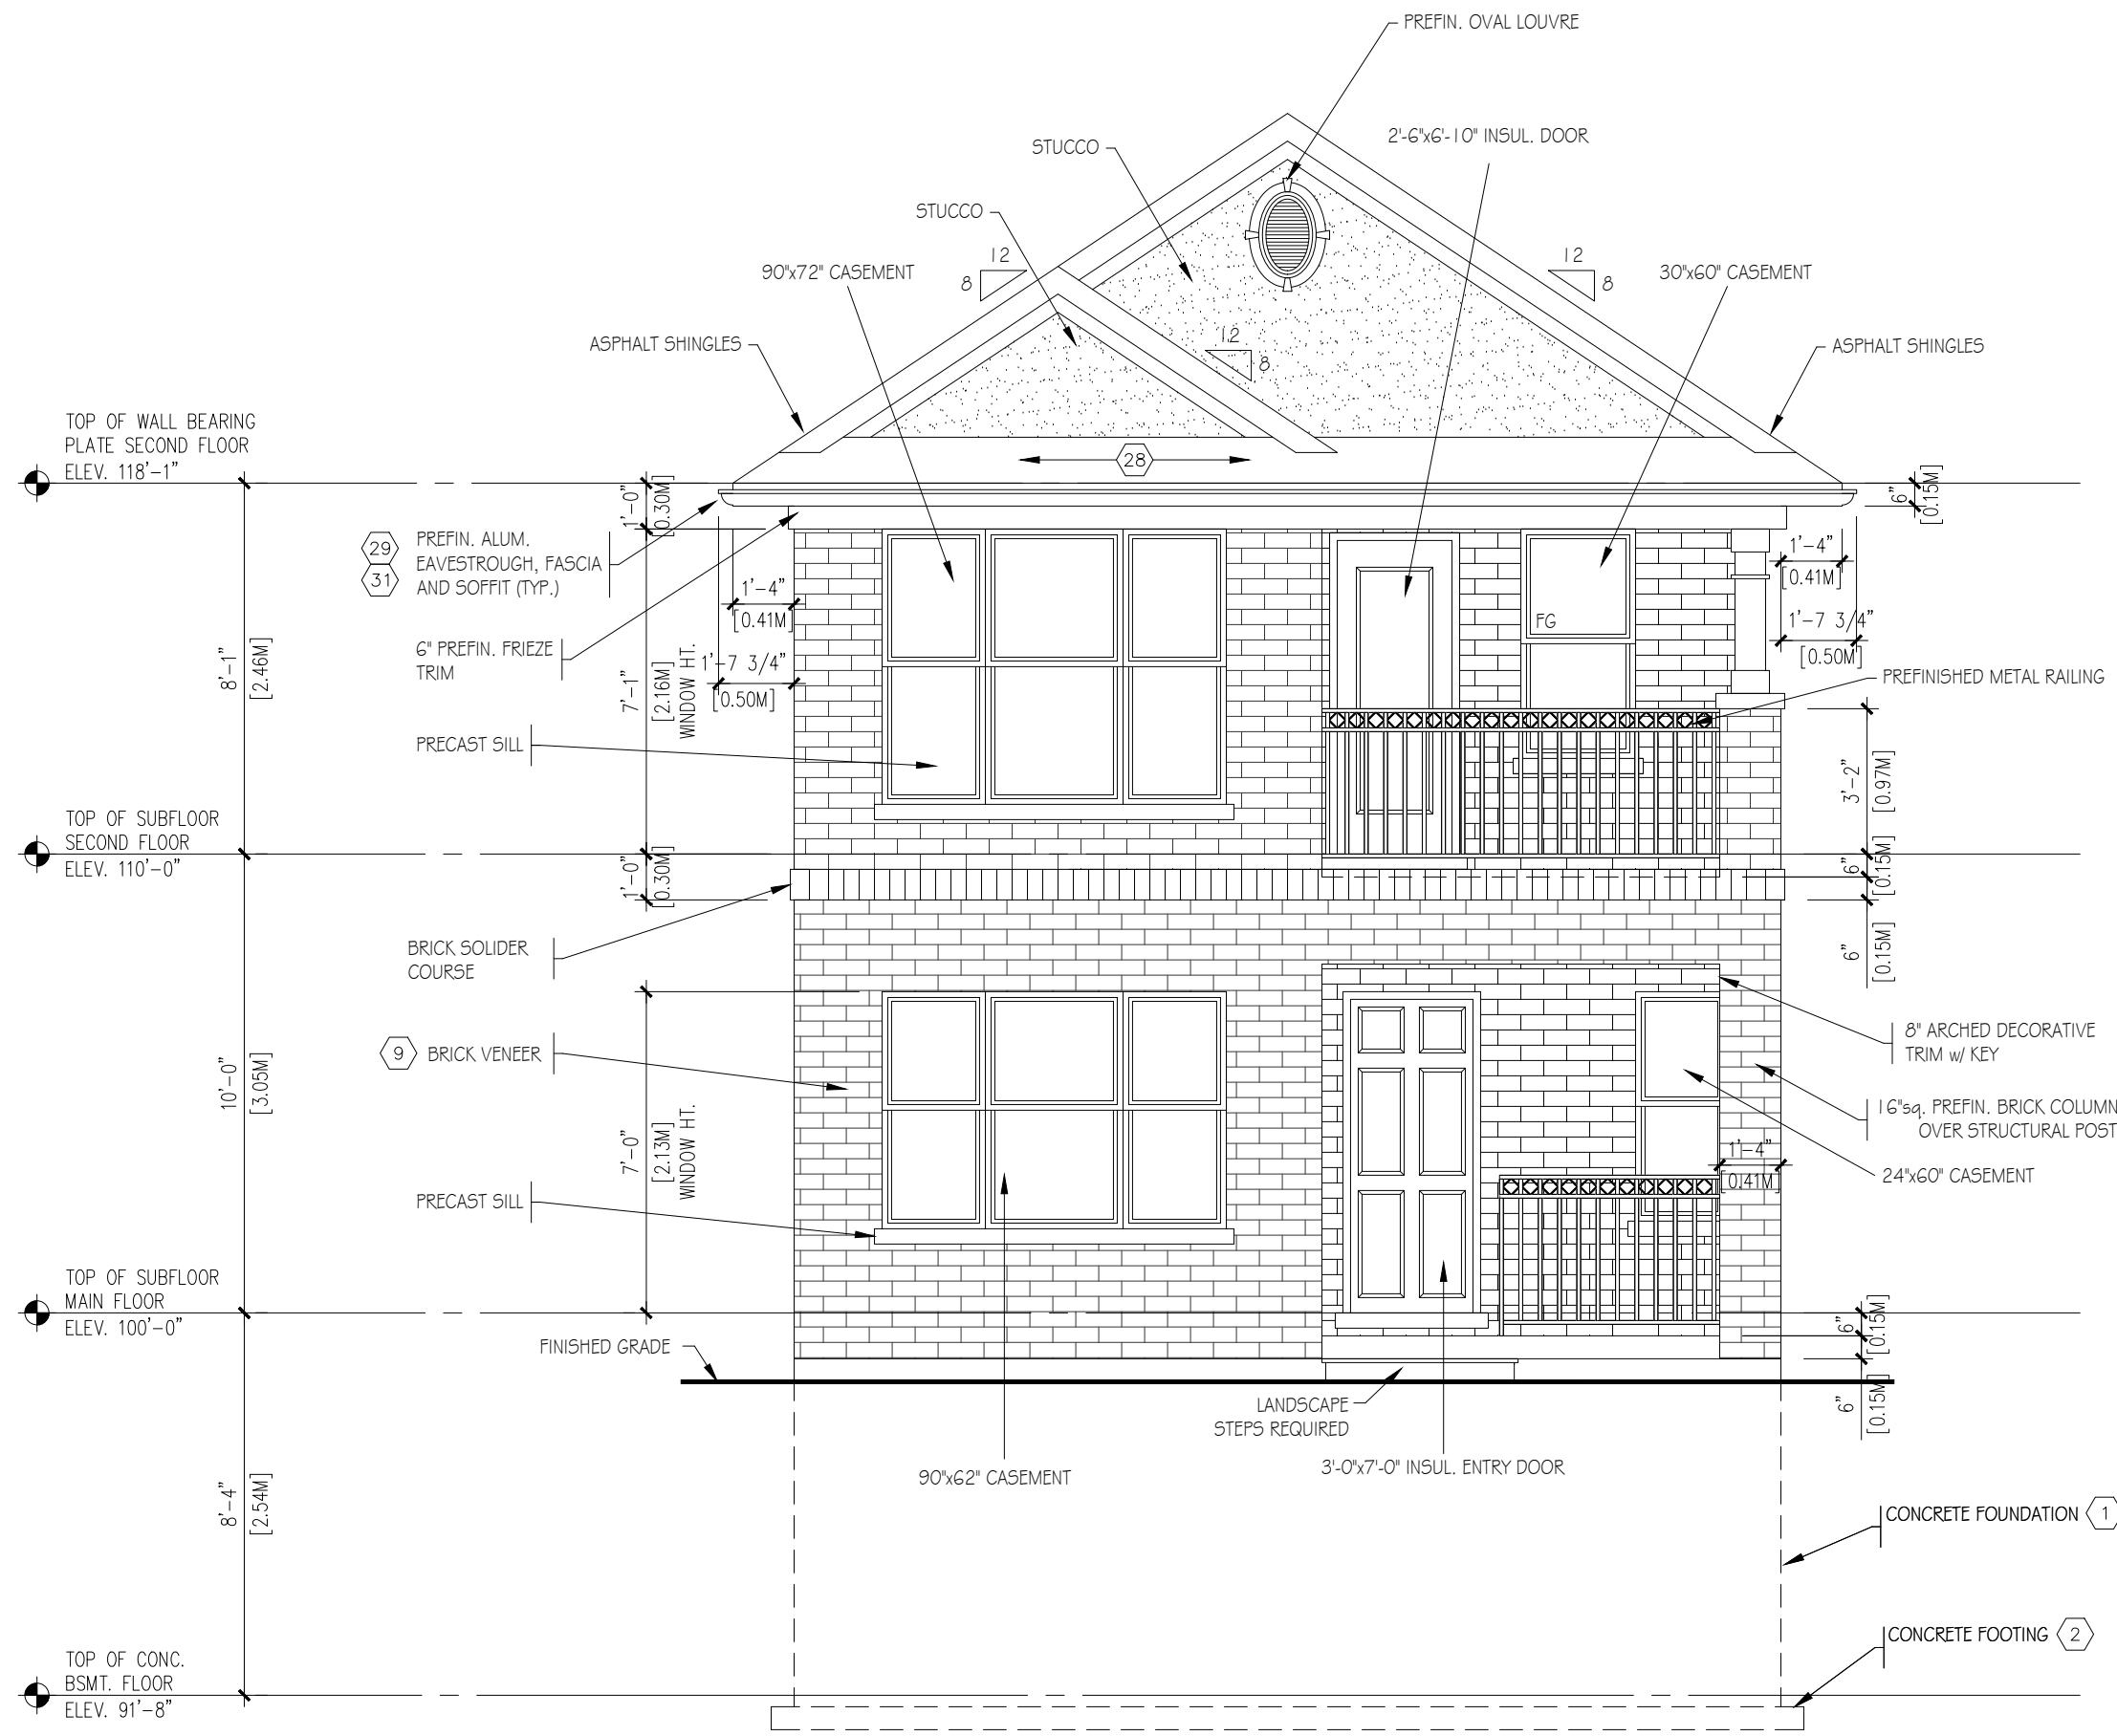 PREFIN. OVAL LOUVRE
2'-6"x6'-10" INSUL. DOOR
STUCCO
STUCCO
12
8
12
8
12
8
90"x72" CASEMENT
30"x60" CASEMENT
ASPHALT SHINGLES
ASPHALT SHINGLES
TOP OF WALL BEARING
PLATE SECOND FLOOR
ELEV. 118'-1"
28
1'-0"
[0.30M]
6"
[0.15M]
29
31
PREFIN. ALUM.
EAVESTROUGH, FASCIA
AND SOFFIT (TYP.)
1'-4"
[0.41M]
1'-4"
[0.41M]
FG
6" PREFIN. FRIEZE
TRIM
1'-7 3/4"
[0.50M]
1'-7 3/4"
[0.50M]
8'-1"
[2.46M]
7'-1"
[2.16M]
WINDOW HT.
PREFINISHED METAL RAILING
PRECAST SILL
3'-2"
[0.97M]
TOP OF SUBFLOOR
SECOND FLOOR
ELEV. 110'-0"
1'-0"
[0.30M]
6"
[0.15M]
6"
[0.15M]
BRICK SOLIDER
COURSE
9
BRICK VENEER
8" ARCHED DECORATIVE
TRIM w/ KEY
10'-0"
[3.05M]
7'-0"
[2.13M]
WINDOW HT.
16"sq. PREFIN. BRICK COLUMN
OVER STRUCTURAL POST
1'-4"
[0.41M]
24"x60" CASEMENT
PRECAST SILL
TOP OF SUBFLOOR
MAIN FLOOR
ELEV. 100'-0"
6"
[0.15M]
6"
[0.15M]
FINISHED GRADE
LANDSCAPE
STEPS REQUIRED
90"x62" CASEMENT
3'-0"x7'-0" INSUL. ENTRY DOOR
8'-4"
[2.54M]
CONCRETE FOUNDATION
1
CONCRETE FOOTING
2
TOP OF CONC.
BSMT. FLOOR
ELEV. 91'-8"